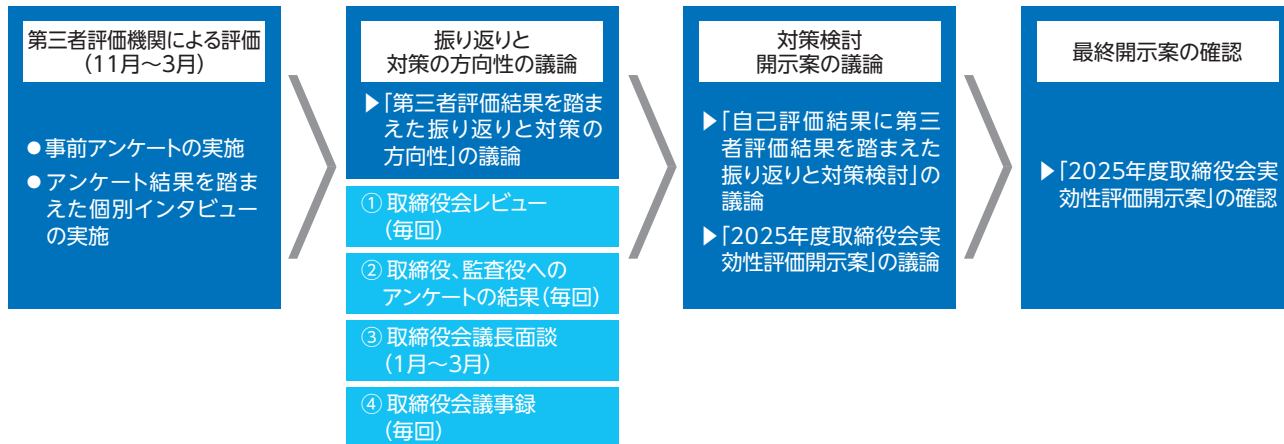 第三者評価機関による評価
(11月～3月)
●事前アンケートの実施
●アンケート結果を踏ま
えた個別インタビュー
の実施
振り返りと
対策の方向性の議論
▶「第三者評価結果を踏ま
えた振り返りと対策の
方向性」の議論
① 取締役会レビュー
(毎回)
② 取締役、監査役への
アンケートの結果(毎回)
③ 取締役会議長面談
(1月～3月)
④ 取締役会議事録
(毎回)
対策検討
開示案の議論
▶「自己評価結果に第三
者評価結果を踏まえた
振り返りと対策検討」の
議論
▶「2025年度取締役会実
効性評価開示案」の議論
最終開示案の確認
▶「2025年度取締役会実
効性評価開示案」の確認